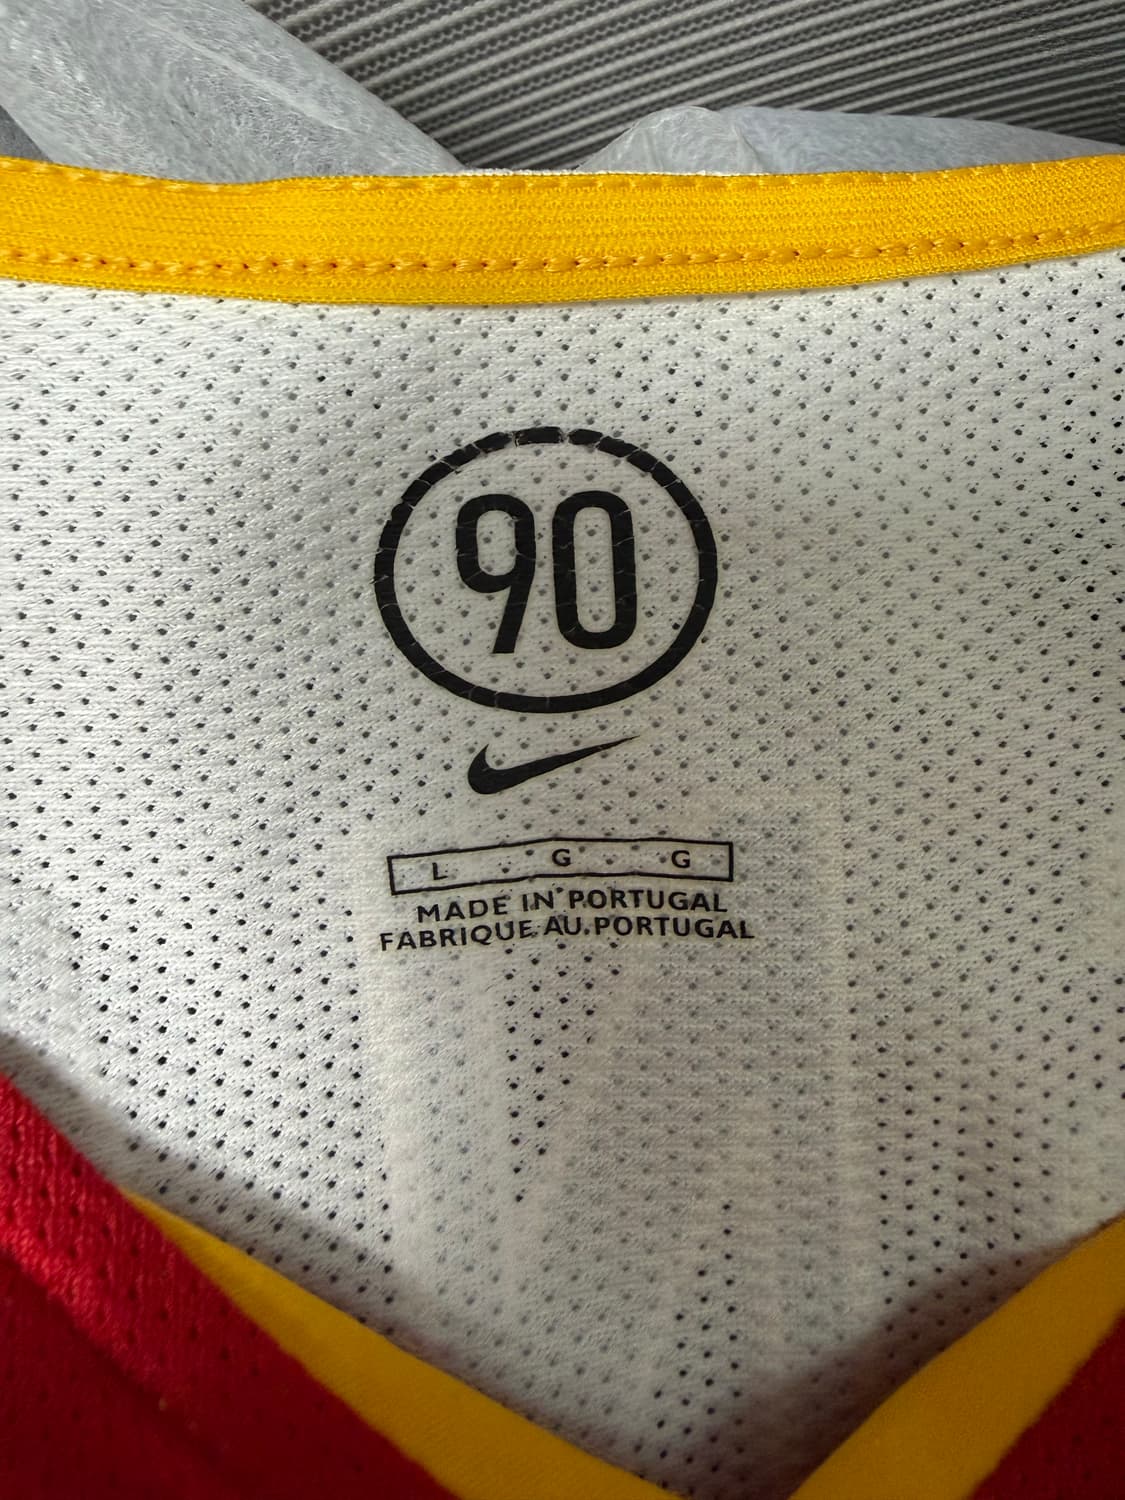 90
L G G
MADE IN PORTUGAL
FABRIQUE AU PORTUGAL